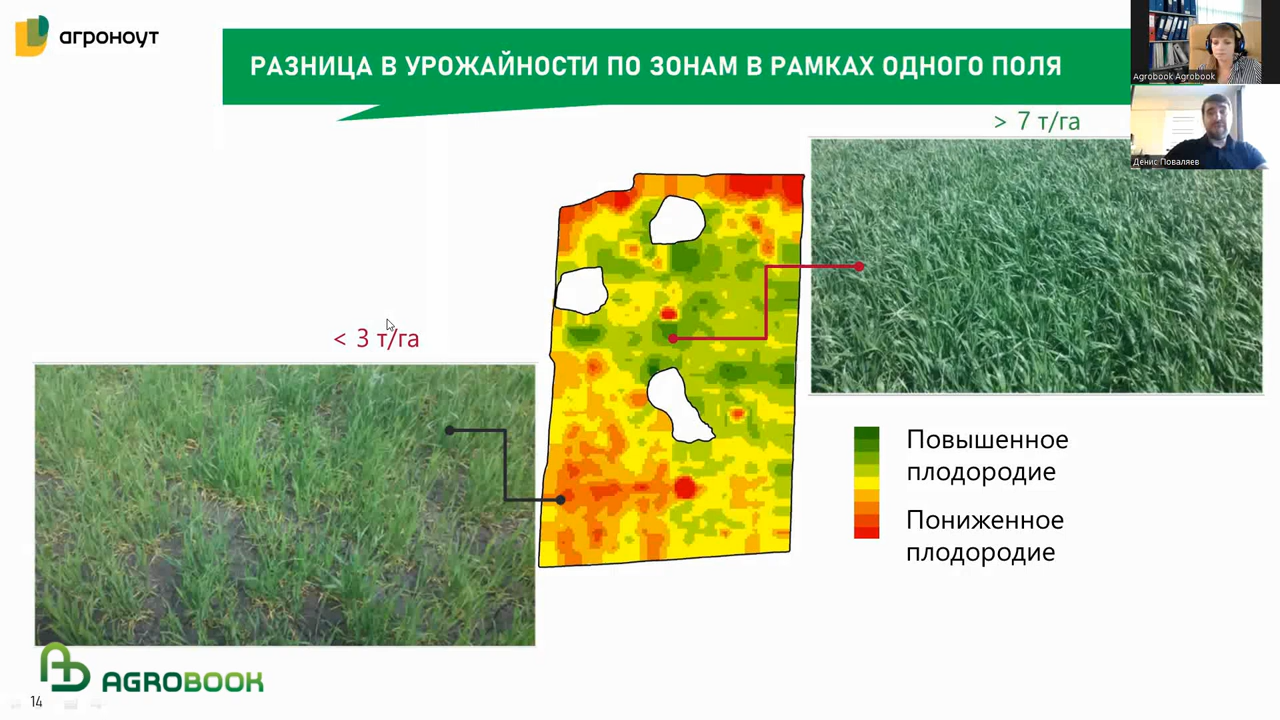 агроноут
РАЗНИЦА В УРОЖАЙНОСТИ ПО ЗОНАМ В РАМКАХ ОДНОГО ПОЛЯ
Agrobook Agrobook
Денис Поваляев
> 7 т/га
< 3 т/га
Повышенное
плодородие
Пониженное
плодородие
AGROBOOK
14